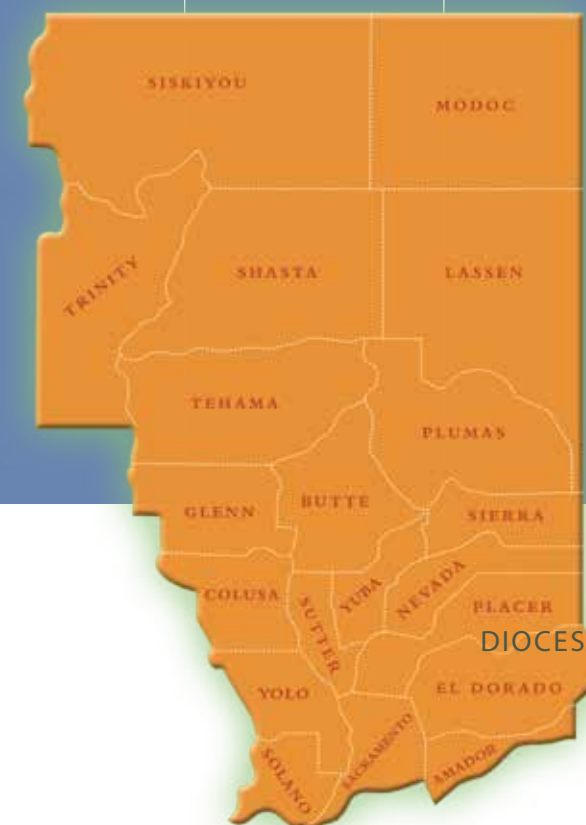 SISKIYOU
MODOC
TRINITY
SHASTA
LASSEN
TEHAMA
PLUMAS
GLENN
BUTTE
SIERRA
COLUSA
SUTTER
YUBA
NEVADA
PLACER
DIOCES
YOLO
EL DORADO
SOLANO
SACRAMENTO
AMADOR